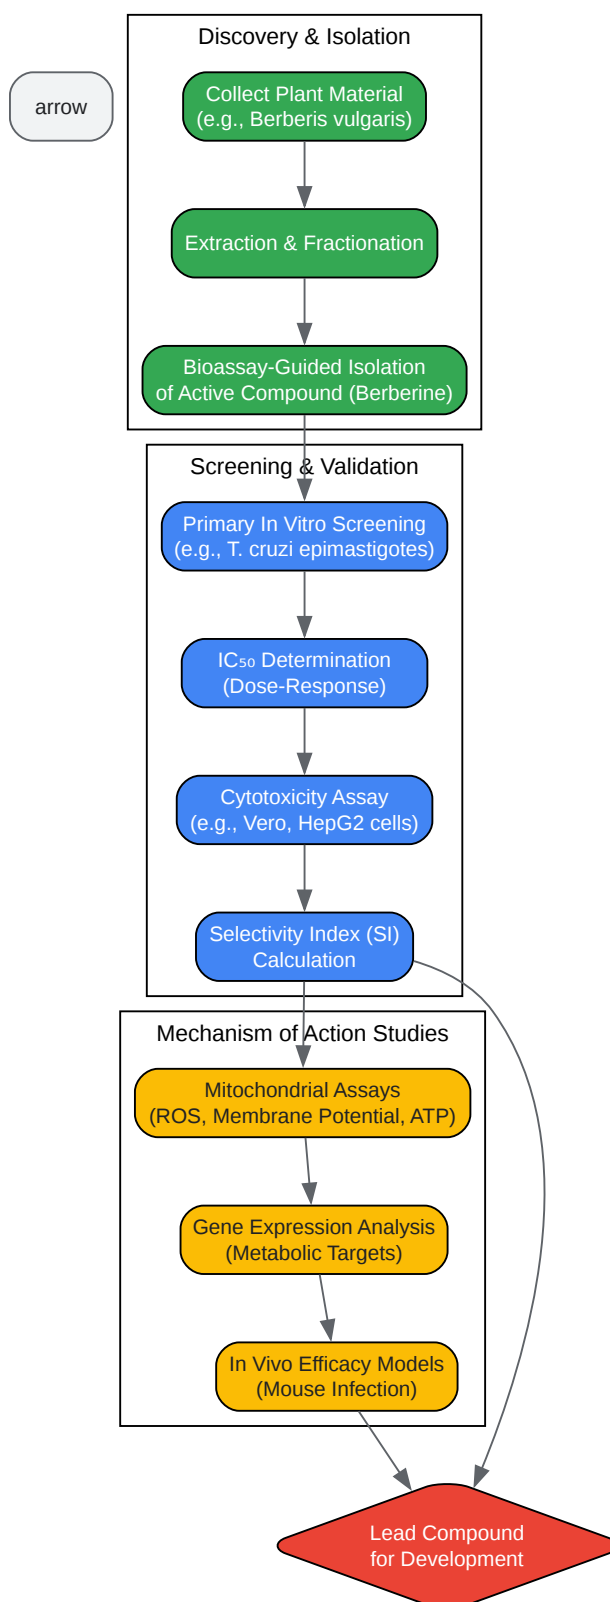 Discovery & Isolation
arrow
Collect Plant Material
(e.g., Berberis vulgaris)
Extraction & Fractionation
Bioassay-Guided Isolation
of Active Compound (Berberine)
Screening & Validation
Primary In Vitro Screening
(e.g., T. cruzi epimastigotes)
IC₅₀ Determination
(Dose-Response)
Cytotoxicity Assay
(e.g., Vero, HepG2 cells)
Selectivity Index (SI)
Calculation
Mechanism of Action Studies
Mitochondrial Assays
(ROS, Membrane Potential, ATP)
Gene Expression Analysis
(Metabolic Targets)
In Vivo Efficacy Models
(Mouse Infection)
Lead Compound
for Development